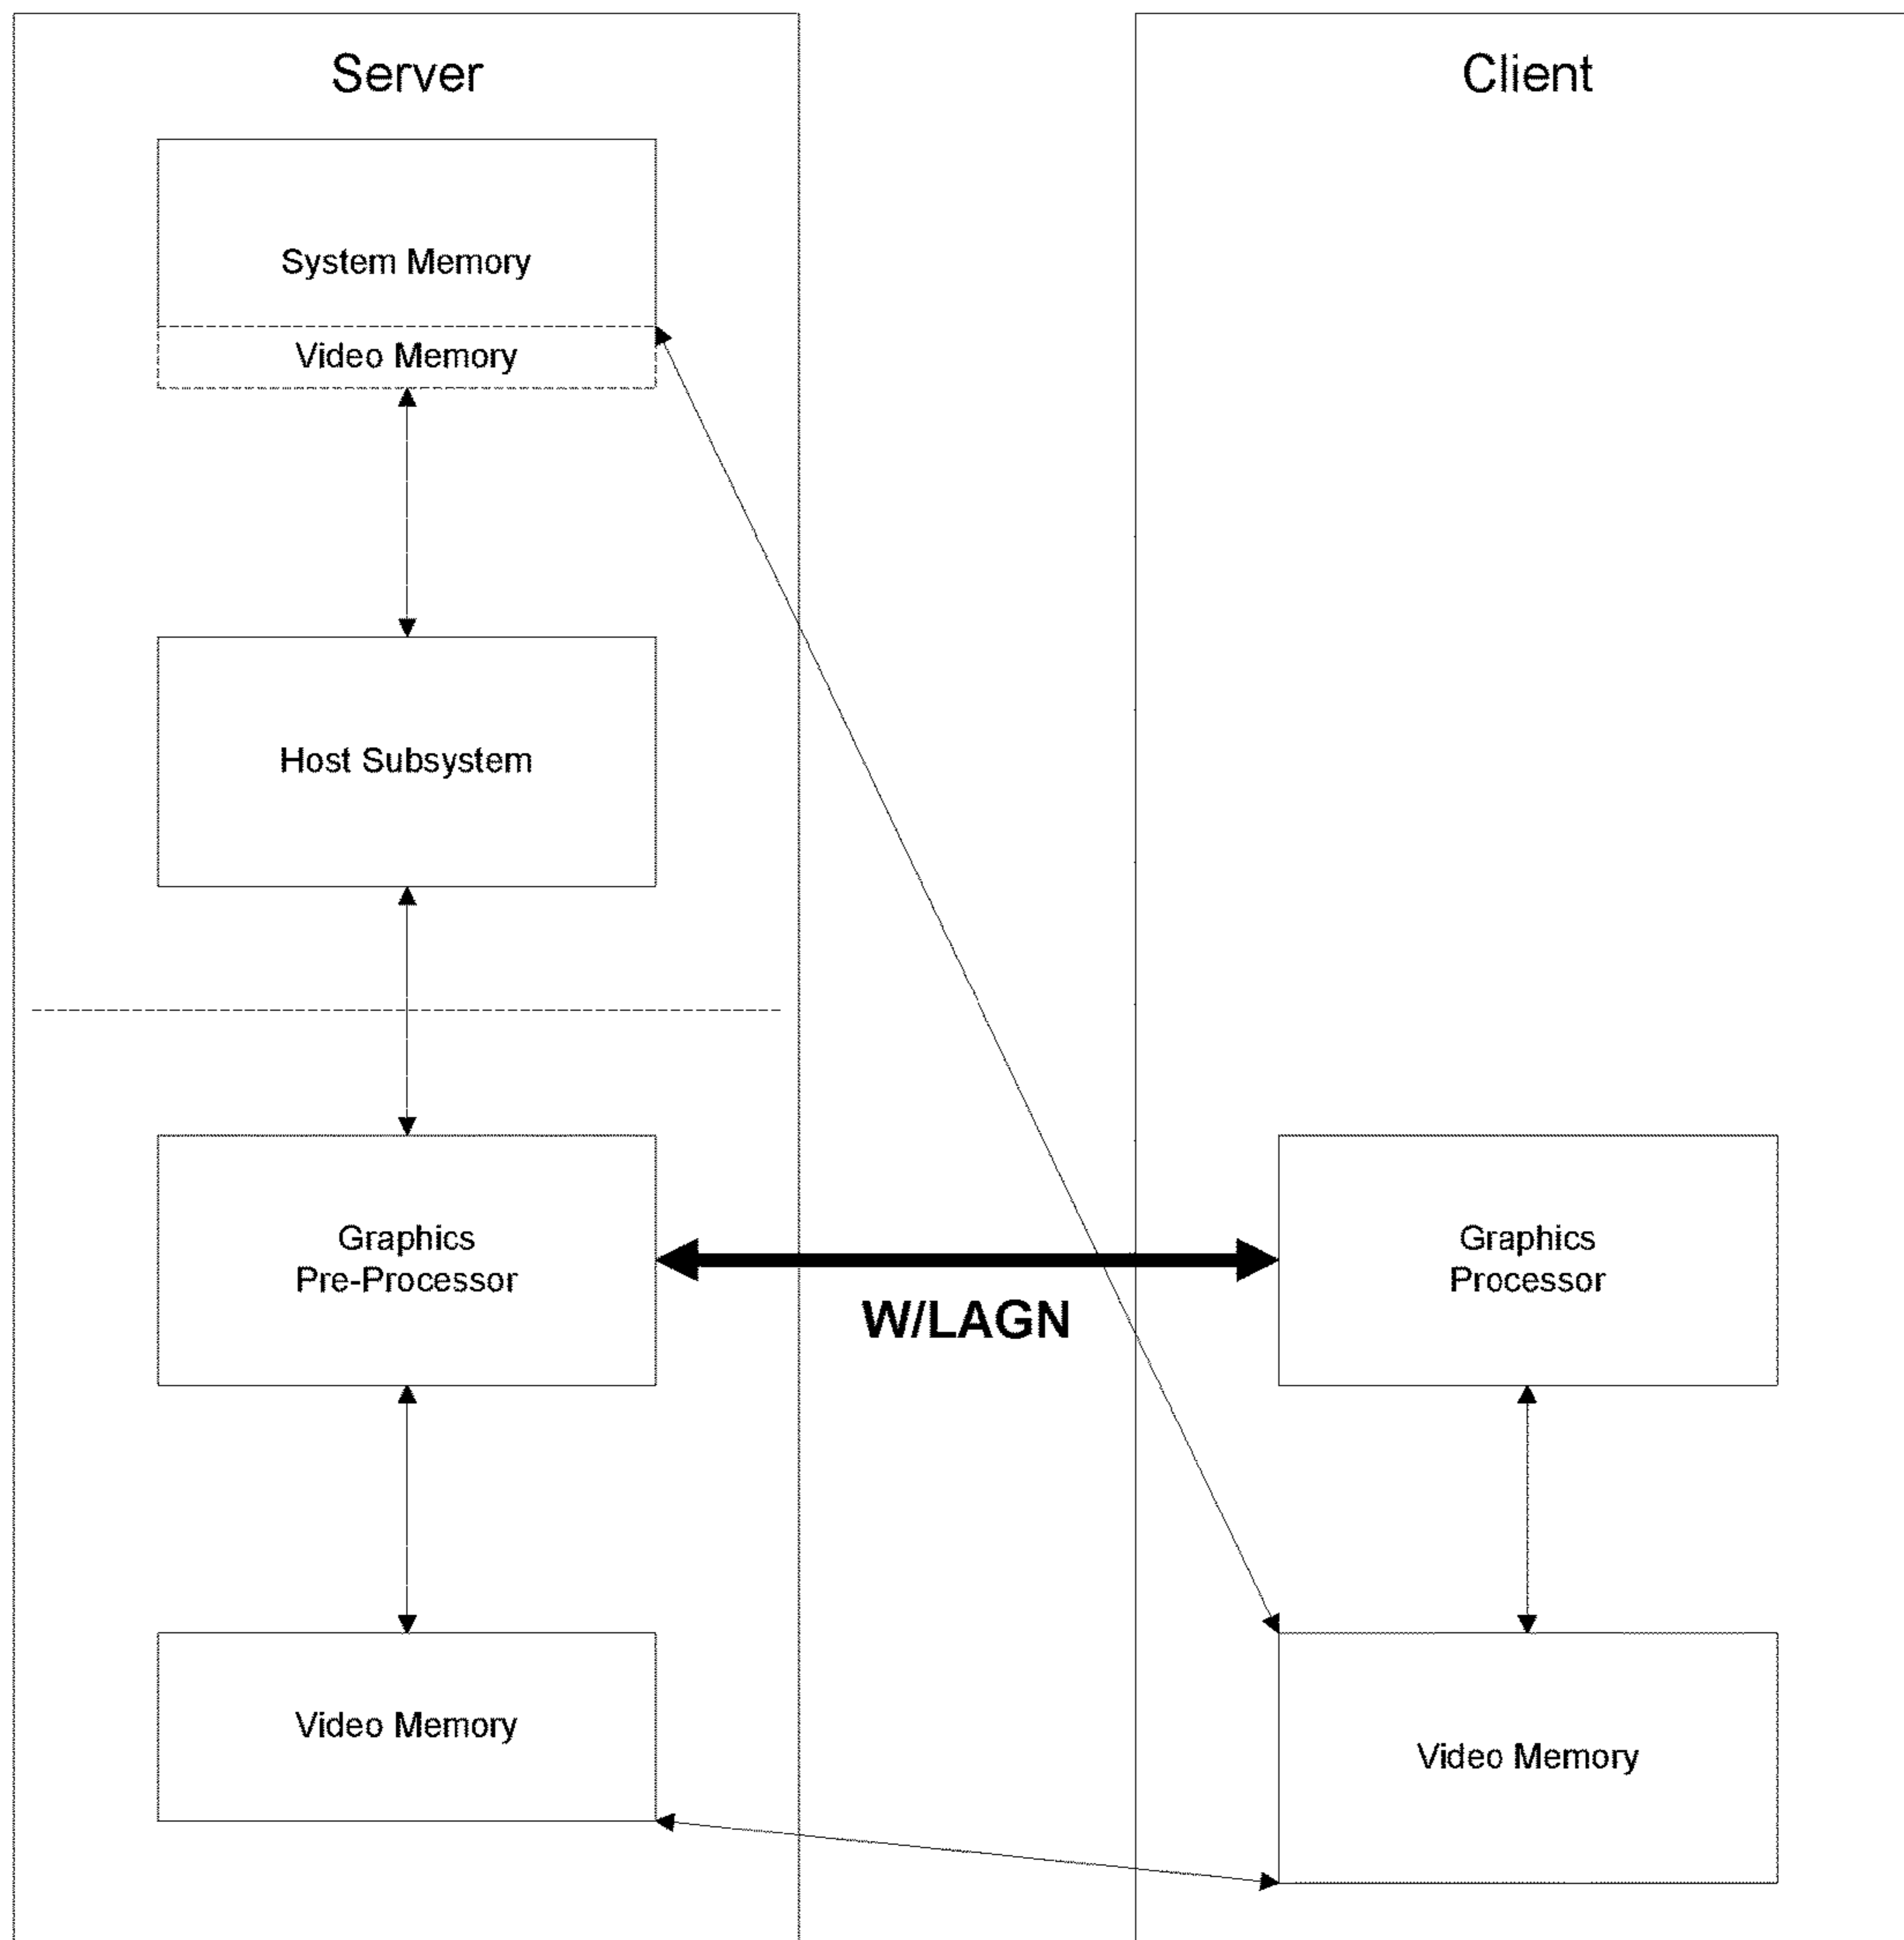 Server
Client
System Memory
Video Memory
Host Subsystem
Graphics
Pre-Processor
W/LAGN
Graphics
Processor
Video Memory
Video Memory